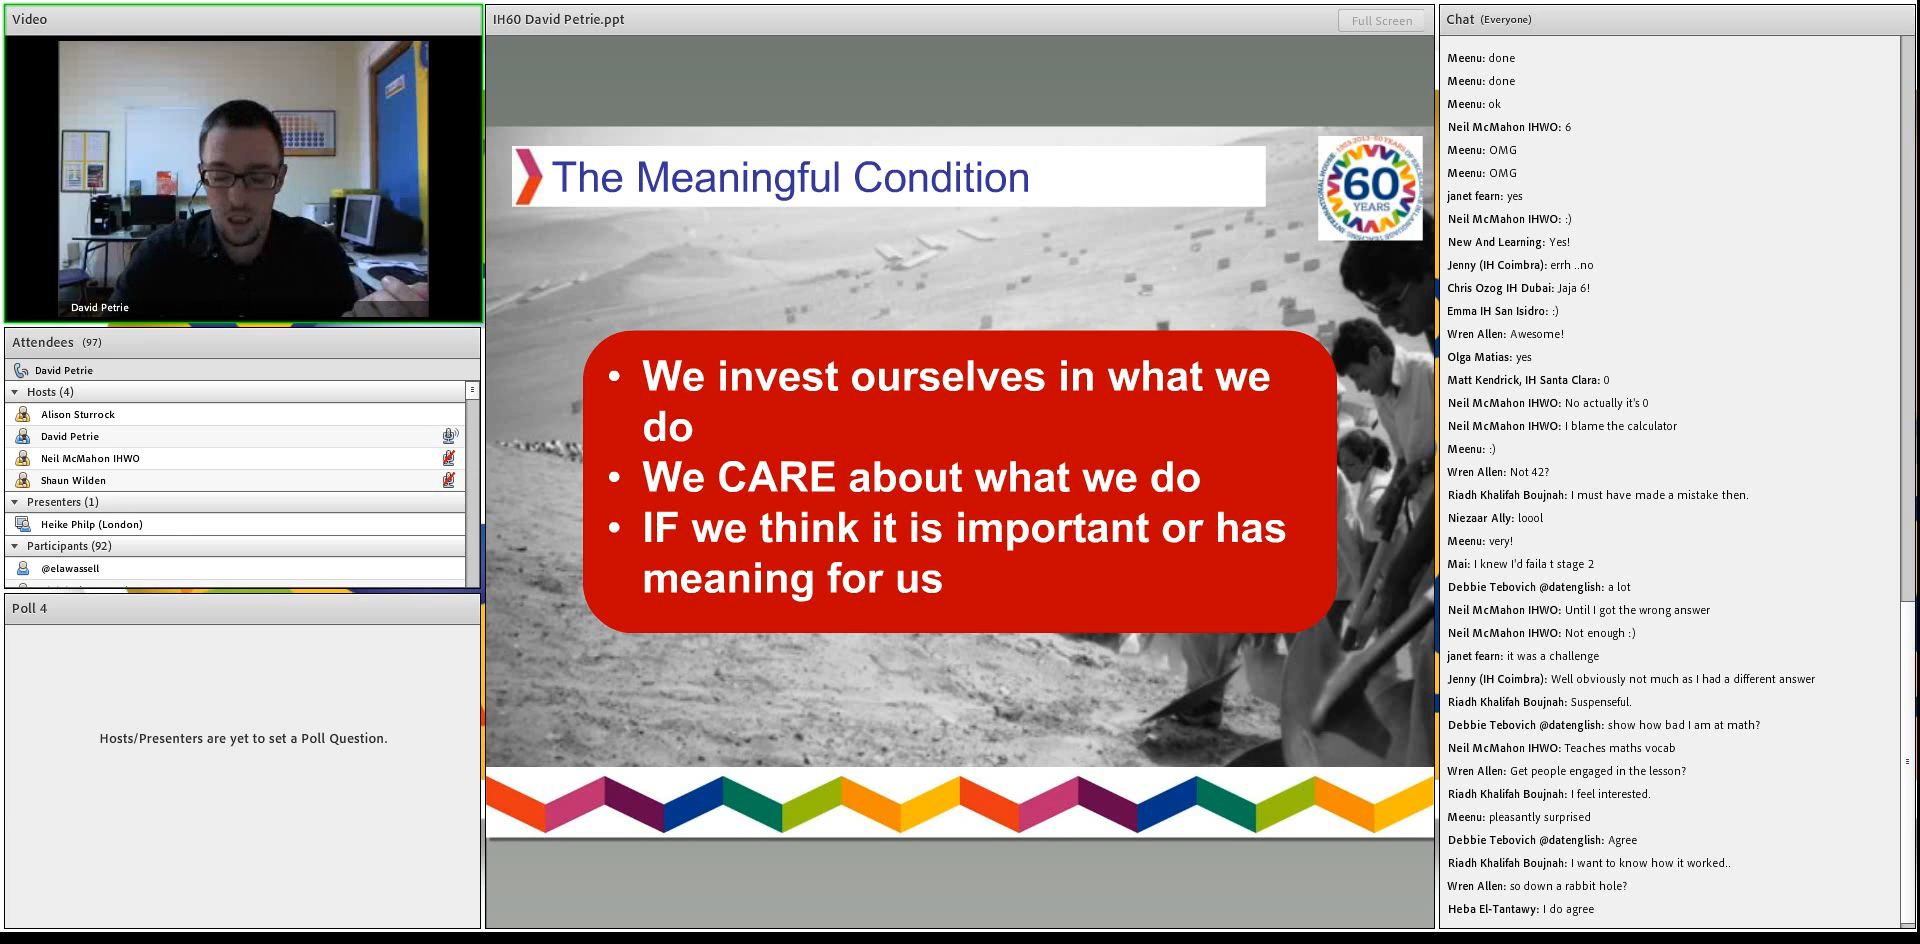 Video
David Petrie
Attendees (97)
David Petrie
Hosts (4)
Alison Sturrock
David Petrie
Neil McMahon IHWO
Shaun Wilden
Presenters (1)
Heike Philp (London)
Participants (92)
@elawassell
Poll 4
Hosts/Presenters are yet to set a Poll Question.
IH60 David Petrie.ppt
Full Screen
The Meaningful Condition
60
YEARS
• We invest ourselves in what we
do
• We CARE about what we do
• IF we think it is important or has
meaning for us
Chat (Everyone)
Meenu: done
Meenu: done
Meenu: ok
Neil McMahon IHWO: 6
Meenu: OMG
Meenu: OMG
janet fearn: yes
Neil McMahon IHWO: :)
New And Learning: Yes!
Jenny (IH Coimbra): errh ..no
Chris Ozog IH Dubai: Jaja 6!
Emma IH San Isidro: :)
Wren Allen: Awesome!
Olga Matias: yes
Matt Kendrick, IH Santa Clara: 0
Neil McMahon IHWO: No actually it's 0
Neil McMahon IHWO: I blame the calculator
Meenu: :)
Wren Allen: Not 42?
Riadh Khalifah Boujnah: I must have made a mistake then.
Niezaar Ally: loool
Meenu: very!
Mai: I knew I'd faila t stage 2
Debbie Tebovich @datenglish: a lot
Neil McMahon IHWO: Until I got the wrong answer
Neil McMahon IHWO: Not enough :)
janet fearn: it was a challenge
Jenny (IH Coimbra): Well obviously not much as I had a different answer
Riadh Khalifah Boujnah: Suspenseful.
Debbie Tebovich @datenglish: show how bad I am at math?
Neil McMahon IHWO: Teaches maths vocab
Wren Allen: Get people engaged in the lesson?
Riadh Khalifah Boujnah: I feel interested.
Meenu: pleasantly surprised
Debbie Tebovich @datenglish: Agree
Riadh Khalifah Boujnah: I want to know how it worked..
Wren Allen: so down a rabbit hole?
Heba El-Tantawy: I do agree